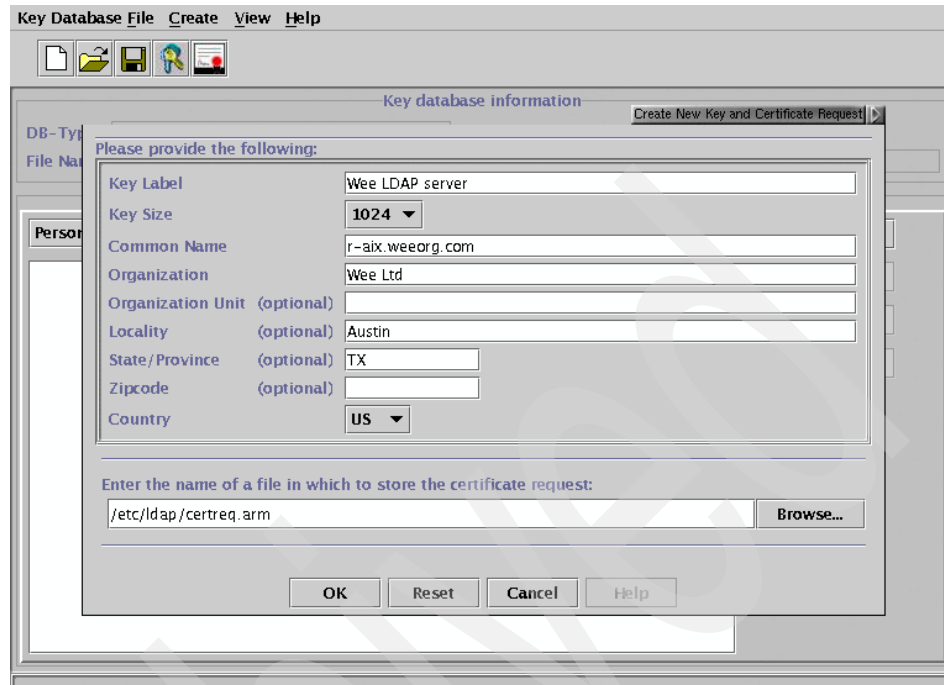 Key Database File Create View Help
Key database information
Create New Key and Certificate Request
DB-Typ
File Nar
Please provide the following:
Key Label Wee LDAP server
Key Size 1024
Person
Common Name r-aix.weeorg.com
Organization Wee Ltd
Organization Unit (optional)
Locality (optional) Austin
State/Province (optional) TX
Zipcode (optional)
Country US
Enter the name of a file in which to store the certificate request:
/etc/ldap/certreq.arm Browse...
OK Reset Cancel Help